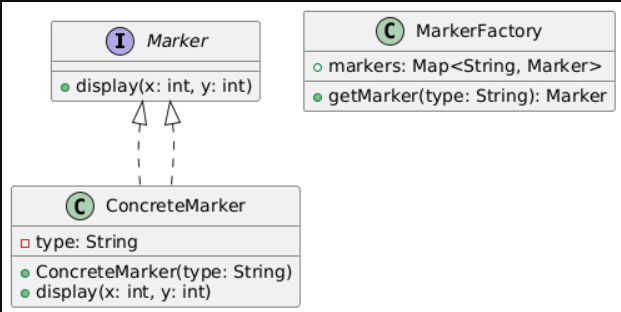 I Marker
display(x: int, y: int)
C MarkerFactory
markers: Map<String, Marker>
getMarker(type: String): Marker
C ConcreteMarker
type: String
ConcreteMarker(type: String)
display(x: int, y: int)